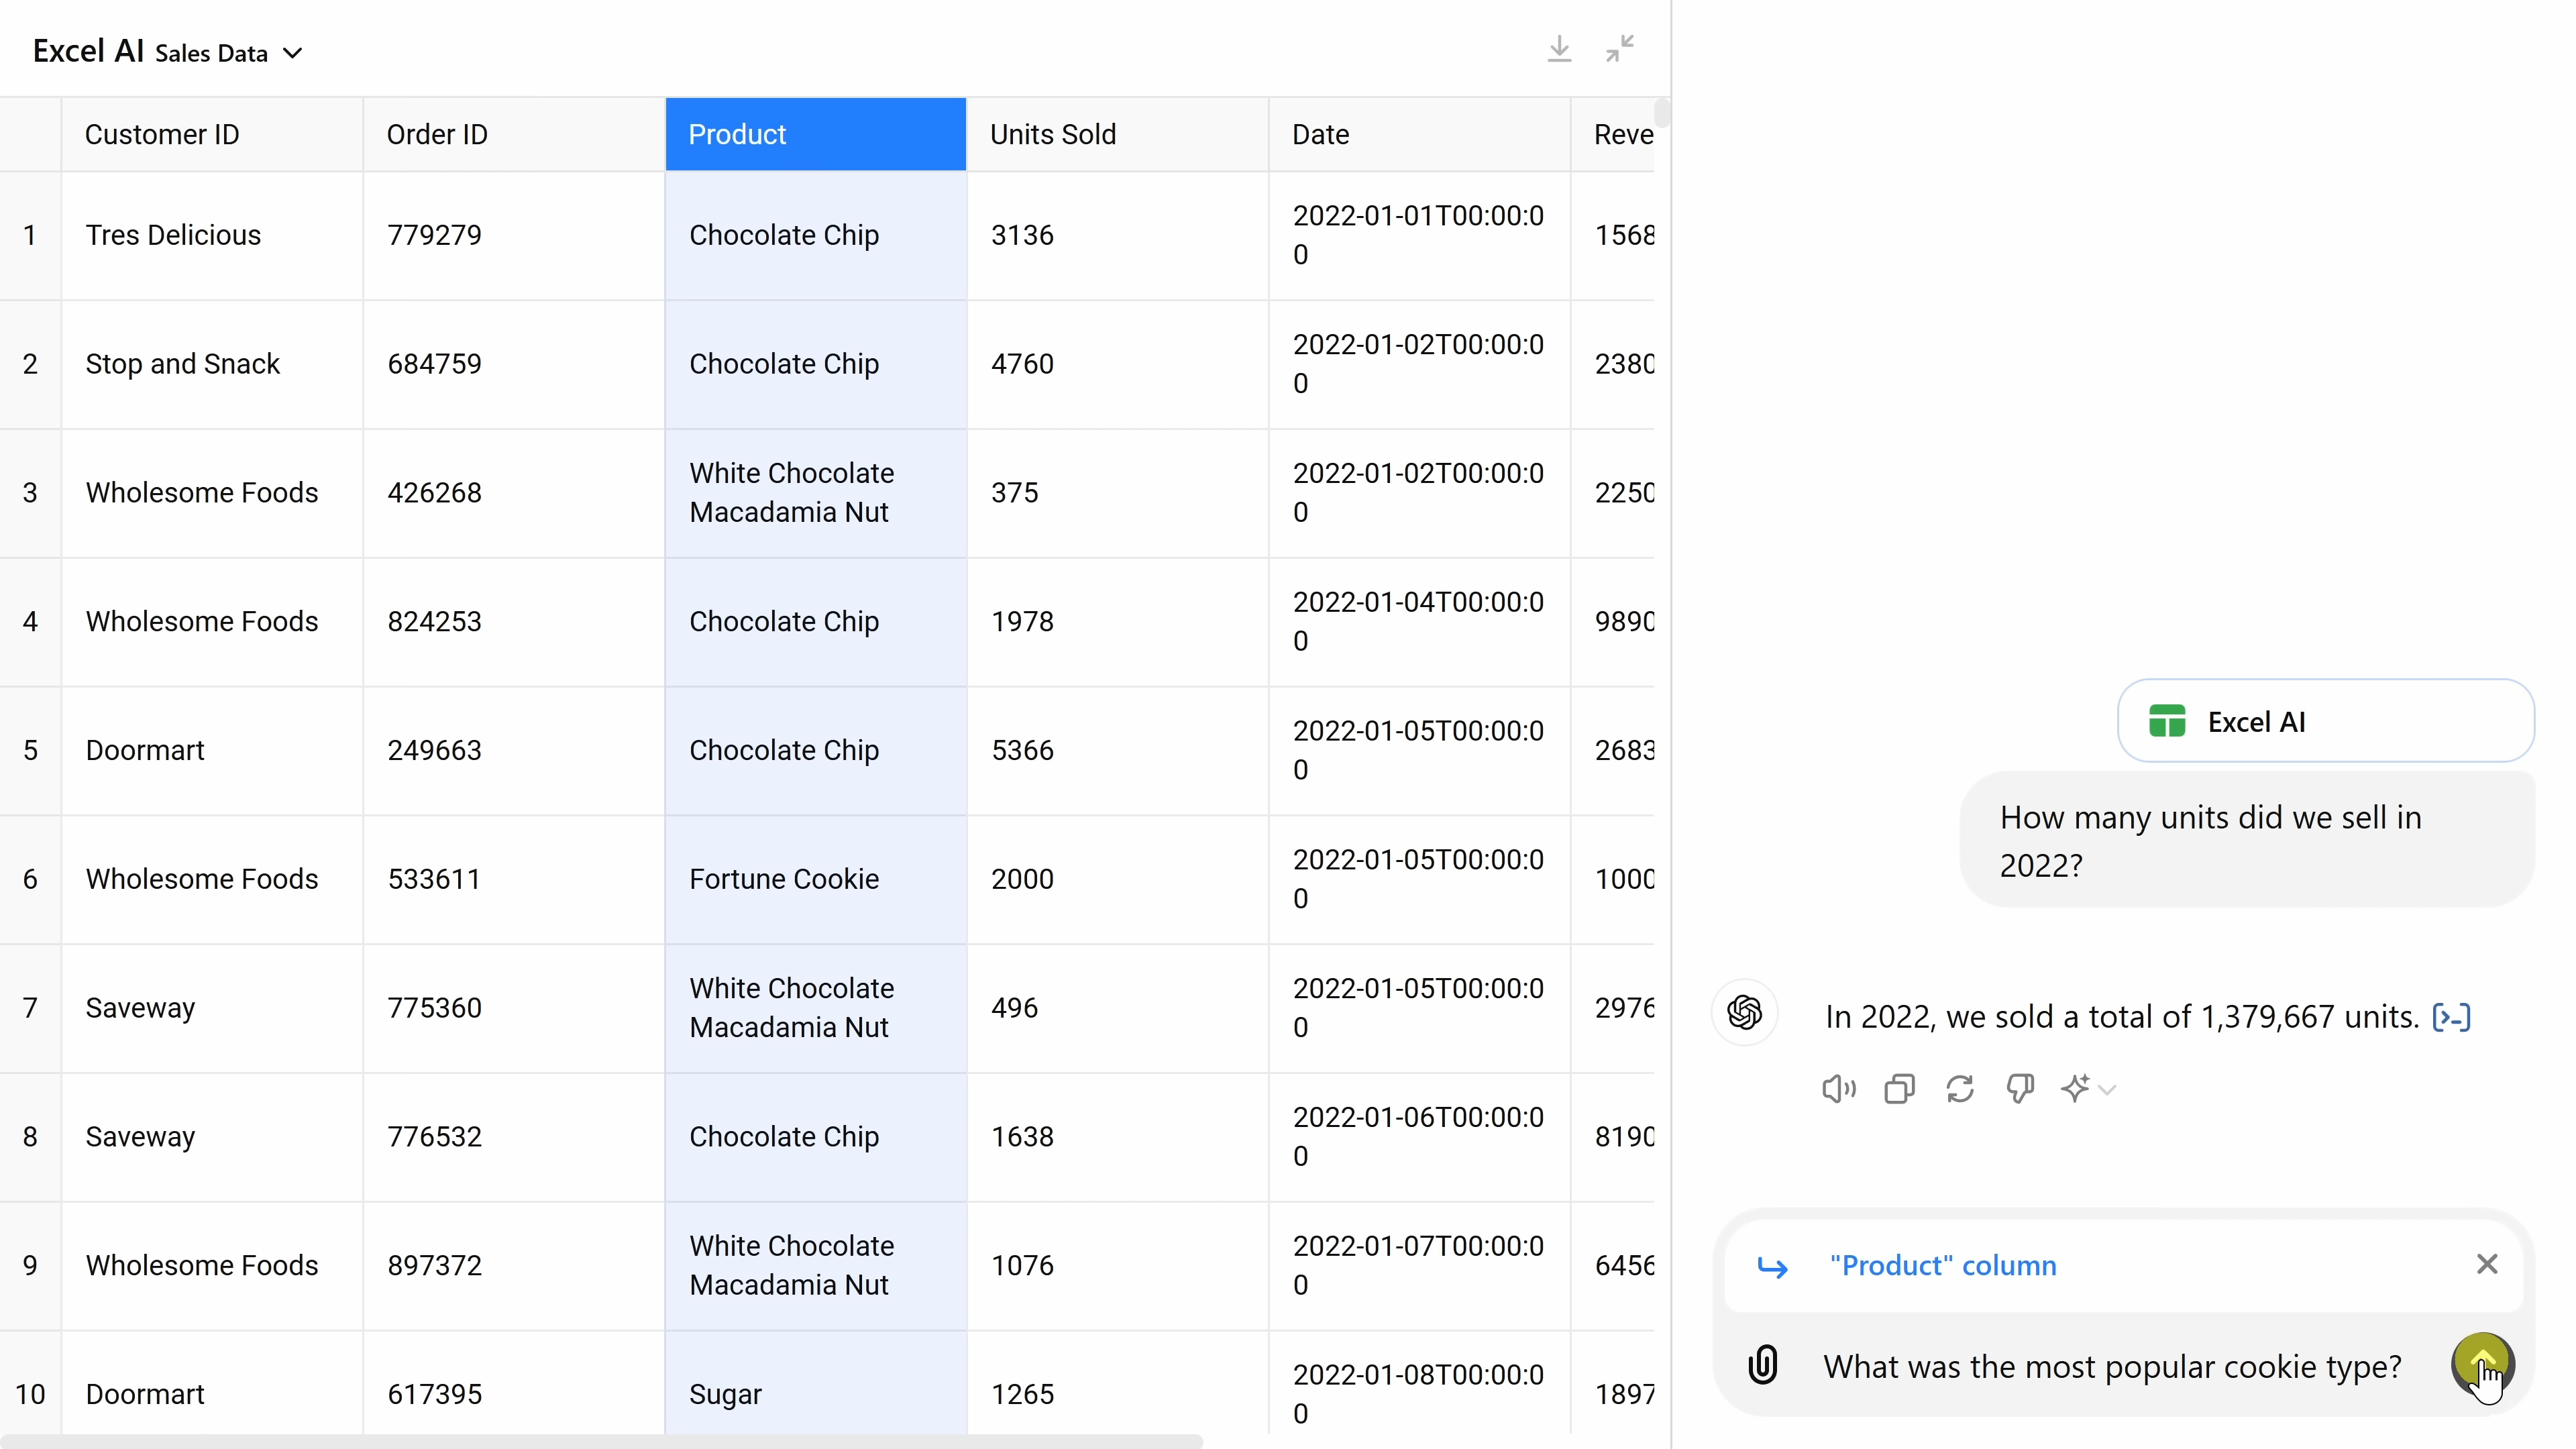 Excel AI Sales Data
Customer ID Order ID Product Units Sold Date Reve
1 Tres Delicious 779279 Chocolate Chip 3136 2022-01-01T00:00:0 1568
0
2 Stop and Snack 684759 Chocolate Chip 4760 2022-01-02T00:00:0 2380
0
3 Wholesome Foods 426268 White Chocolate 375 2022-01-02T00:00:0 2250
Macadamia Nut 0
4 Wholesome Foods 824253 Chocolate Chip 1978 2022-01-04T00:00:0 9890
0
5 Doormart 249663 Chocolate Chip 5366 2022-01-05T00:00:0 2683
0
6 Wholesome Foods 533611 Fortune Cookie 2000 2022-01-05T00:00:0 1000
0
7 Saveway 775360 White Chocolate 496 2022-01-05T00:00:0 2976
Macadamia Nut 0
8 Saveway 776532 Chocolate Chip 1638 2022-01-06T00:00:0 8190
0
9 Wholesome Foods 897372 White Chocolate 1076 2022-01-07T00:00:0 6456
Macadamia Nut 0
10 Doormart 617395 Sugar 1265 2022-01-08T00:00:0 1897
0
Excel AI
How many units did we sell in
2022?
In 2022, we sold a total of 1,379,667 units. [>-]
"Product" column
What was the most popular cookie type?